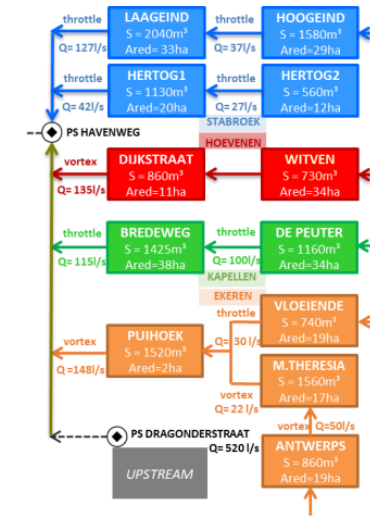 throttle
Q= 127l/s
LAAGEIND
S = 2040m³
Ared= 33ha
throttle
Q= 37l/s
HOOGEIND
S = 1580m³
Ared=29ha
throttle
Q= 42l/s
HERTOG1
S = 1130m³
Ared=20ha
throttle
Q= 27l/s
HERTOG2
S = 560m³
Ared=12ha
STABROEK
PS HAVENWEG
HOEVENEN
vortex
Q= 135l/s
DIJKSTRAAT
S = 860m³
Ared=11ha
WITVEN
S = 730m³
Ared=34ha
throttle
Q= 115l/s
BREDEWEG
S = 1425m³
Ared=38ha
throttle
Q= 100l/s
DE PEUTER
S = 1160m³
Ared=34ha
KAPELLEN
EKEREN
vortex
Q =148l/s
PUIHOEK
S = 1520m³
Ared=2ha
throttle
Q= 30 l/s
VLOEIENDE
S = 740m³
Ared=19ha
vortex
Q= 22 l/s
M.THERESIA
S = 1560m³
Ared=17ha
vortex Q=50l/s
PS DRAGONDERSTRAAT
Q= 520 l/s
UPSTREAM
ANTWERPS
S = 860m³
Ared=19ha